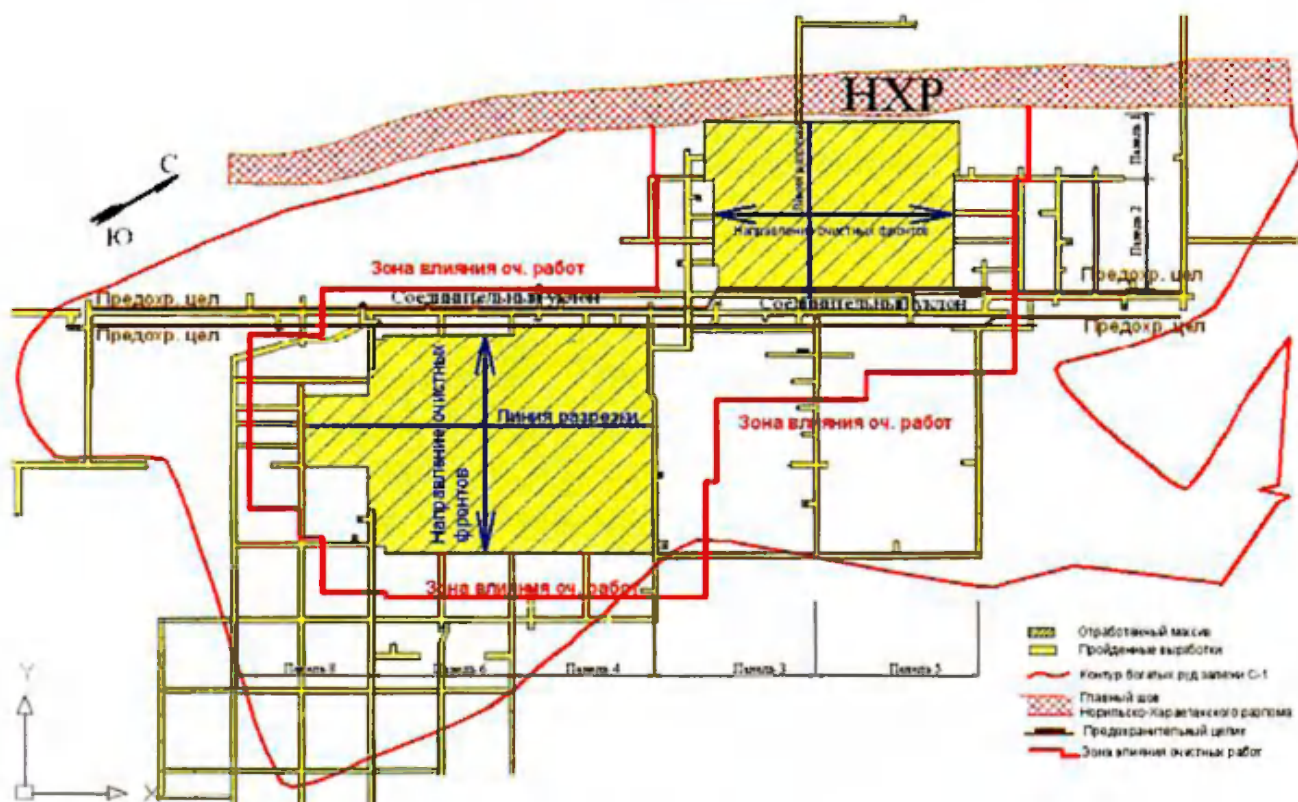 НХР
С
Ю
Панель 1
Панель 2
Направление очистных фронтов
Зона влияния оч. работ
Предохр. цел
Соединительный уклон
Соединительный уклон
Предохр. цел
Предохр. цел
Предохр. цел
Линия разрезки
Направление очистных
фронтов
Зона влияния оч. работ
Зона влияния оч. работ
Панель 8
Панель 6
Панель 4
Панель 3
Панель 5
Y
X
Отработанный массив
Пройденные выработки
Контур богатых руд залежи С-1
Главный шов
Норильско-Хараелахского разлома
Предохранительный целик
Зона влияния очистных работ